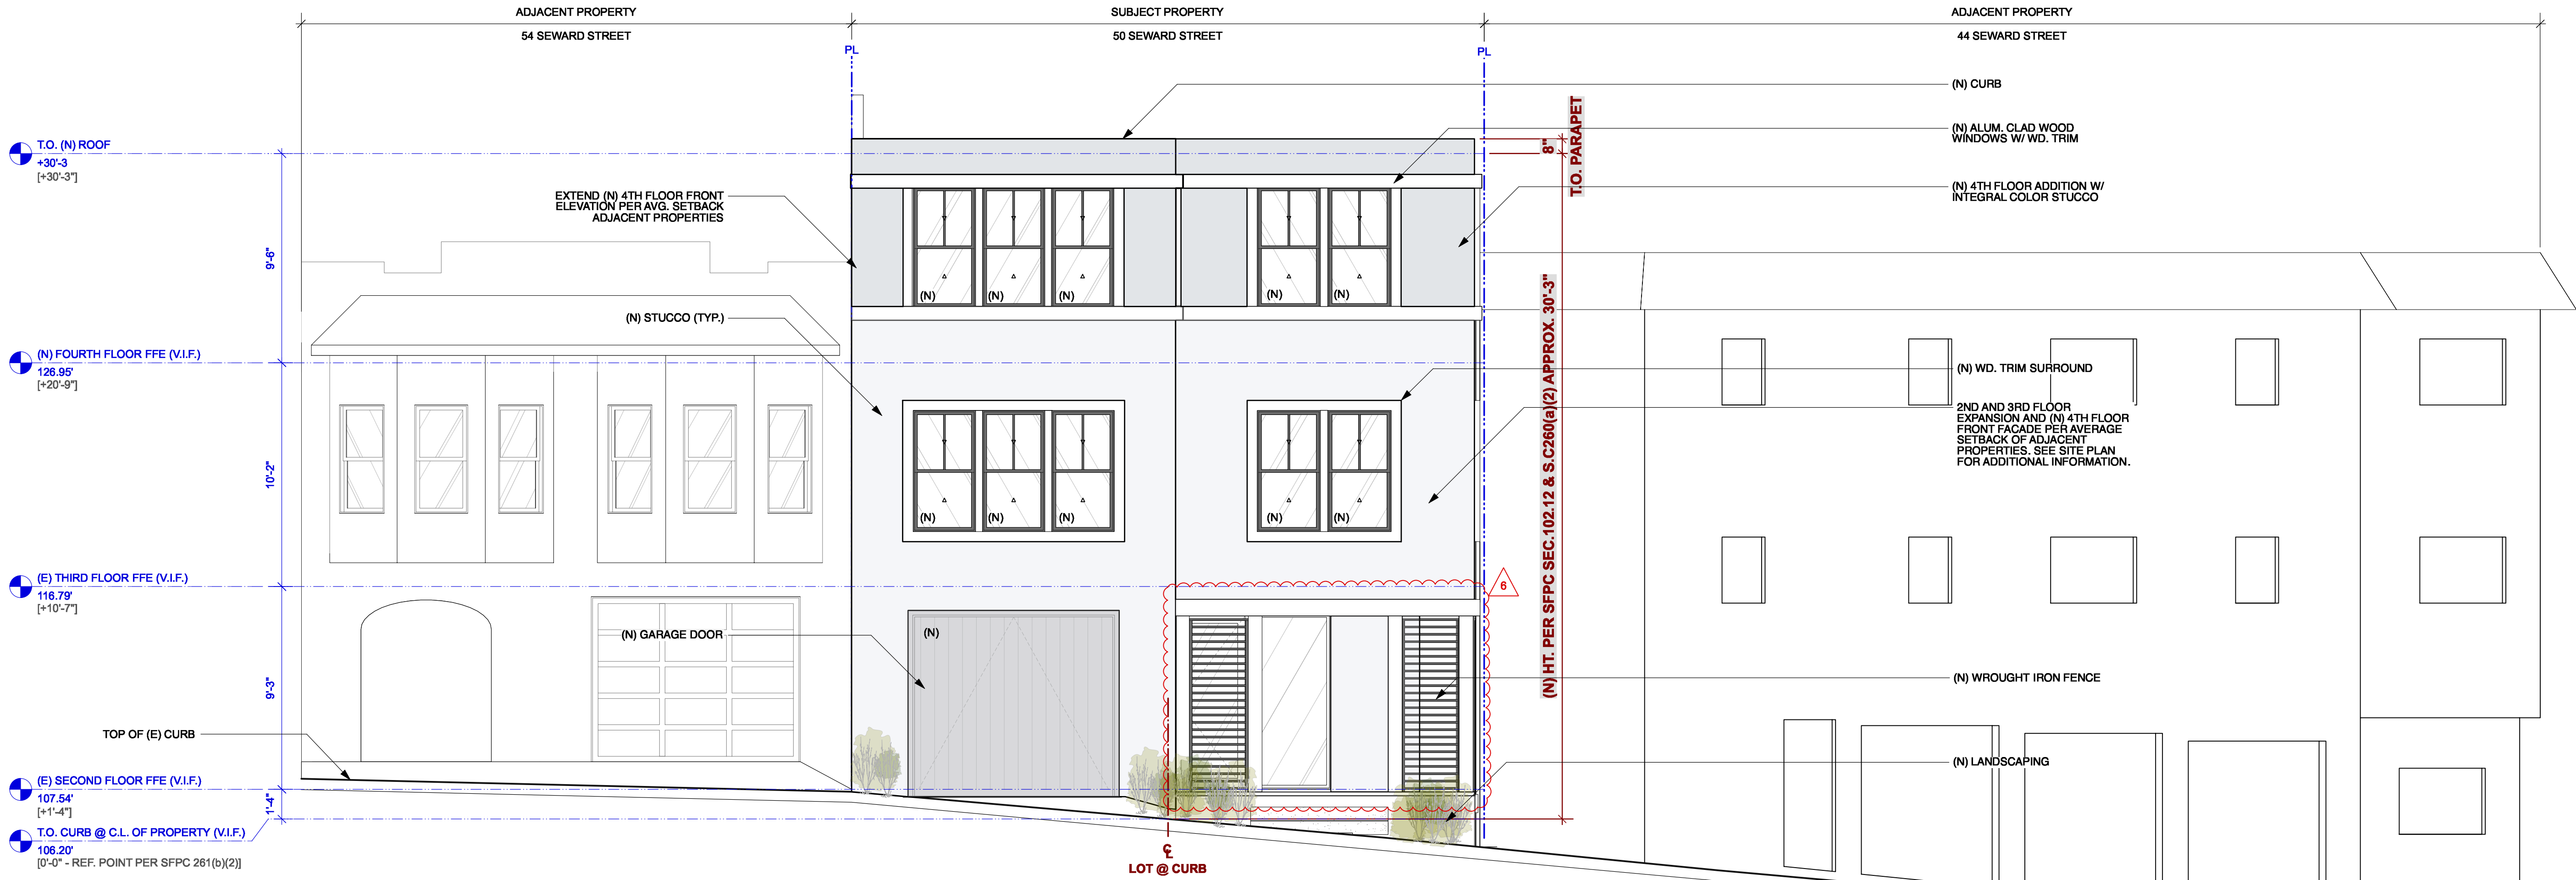 ADJACENT PROPERTY
54 SEWARD STREET
SUBJECT PROPERTY
50 SEWARD STREET
ADJACENT PROPERTY
44 SEWARD STREET
PL
PL
(N) CURB
(N) ALUM. CLAD WOOD
WINDOWS W/ WD. TRIM
(N) 4TH FLOOR ADDITION W/
INTEGRAL COLOR STUCCO
(N) WD. TRIM SURROUND
2ND AND 3RD FLOOR
EXPANSION AND (N) 4TH FLOOR
FRONT FACADE PER AVERAGE
SETBACK OF ADJACENT
PROPERTIES. SEE SITE PLAN
FOR ADDITIONAL INFORMATION.
(N) WROUGHT IRON FENCE
(N) LANDSCAPING
T.O. (N) ROOF
+30'-3
[+30'-3"]
(N) FOURTH FLOOR FFE (V.I.F.)
126.95'
[+20'-9"]
(E) THIRD FLOOR FFE (V.I.F.)
116.79'
[+10'-7"]
TOP OF (E) CURB
(E) SECOND FLOOR FFE (V.I.F.)
107.54'
[+1'-4"]
T.O. CURB @ C.L. OF PROPERTY (V.I.F.)
106.20'
[0'-0" - REF. POINT PER SFPC 261(b)(2)]
9'-6"
10'-2"
9'-3"
1'-4"
EXTEND (N) 4TH FLOOR FRONT
ELEVATION PER AVG. SETBACK
ADJACENT PROPERTIES
(N) STUCCO (TYP.)
(N) GARAGE DOOR
(N)
(N)
(N)
(N)
(N)
(N)
(N)
(N)
(N)
(N)
(N)
8"
T.O. PARAPET
(N) HT. PER SFPC SEC.102.12 & S.C260(a)(2) APPROX. 30'-3"
6
CL
LOT @ CURB